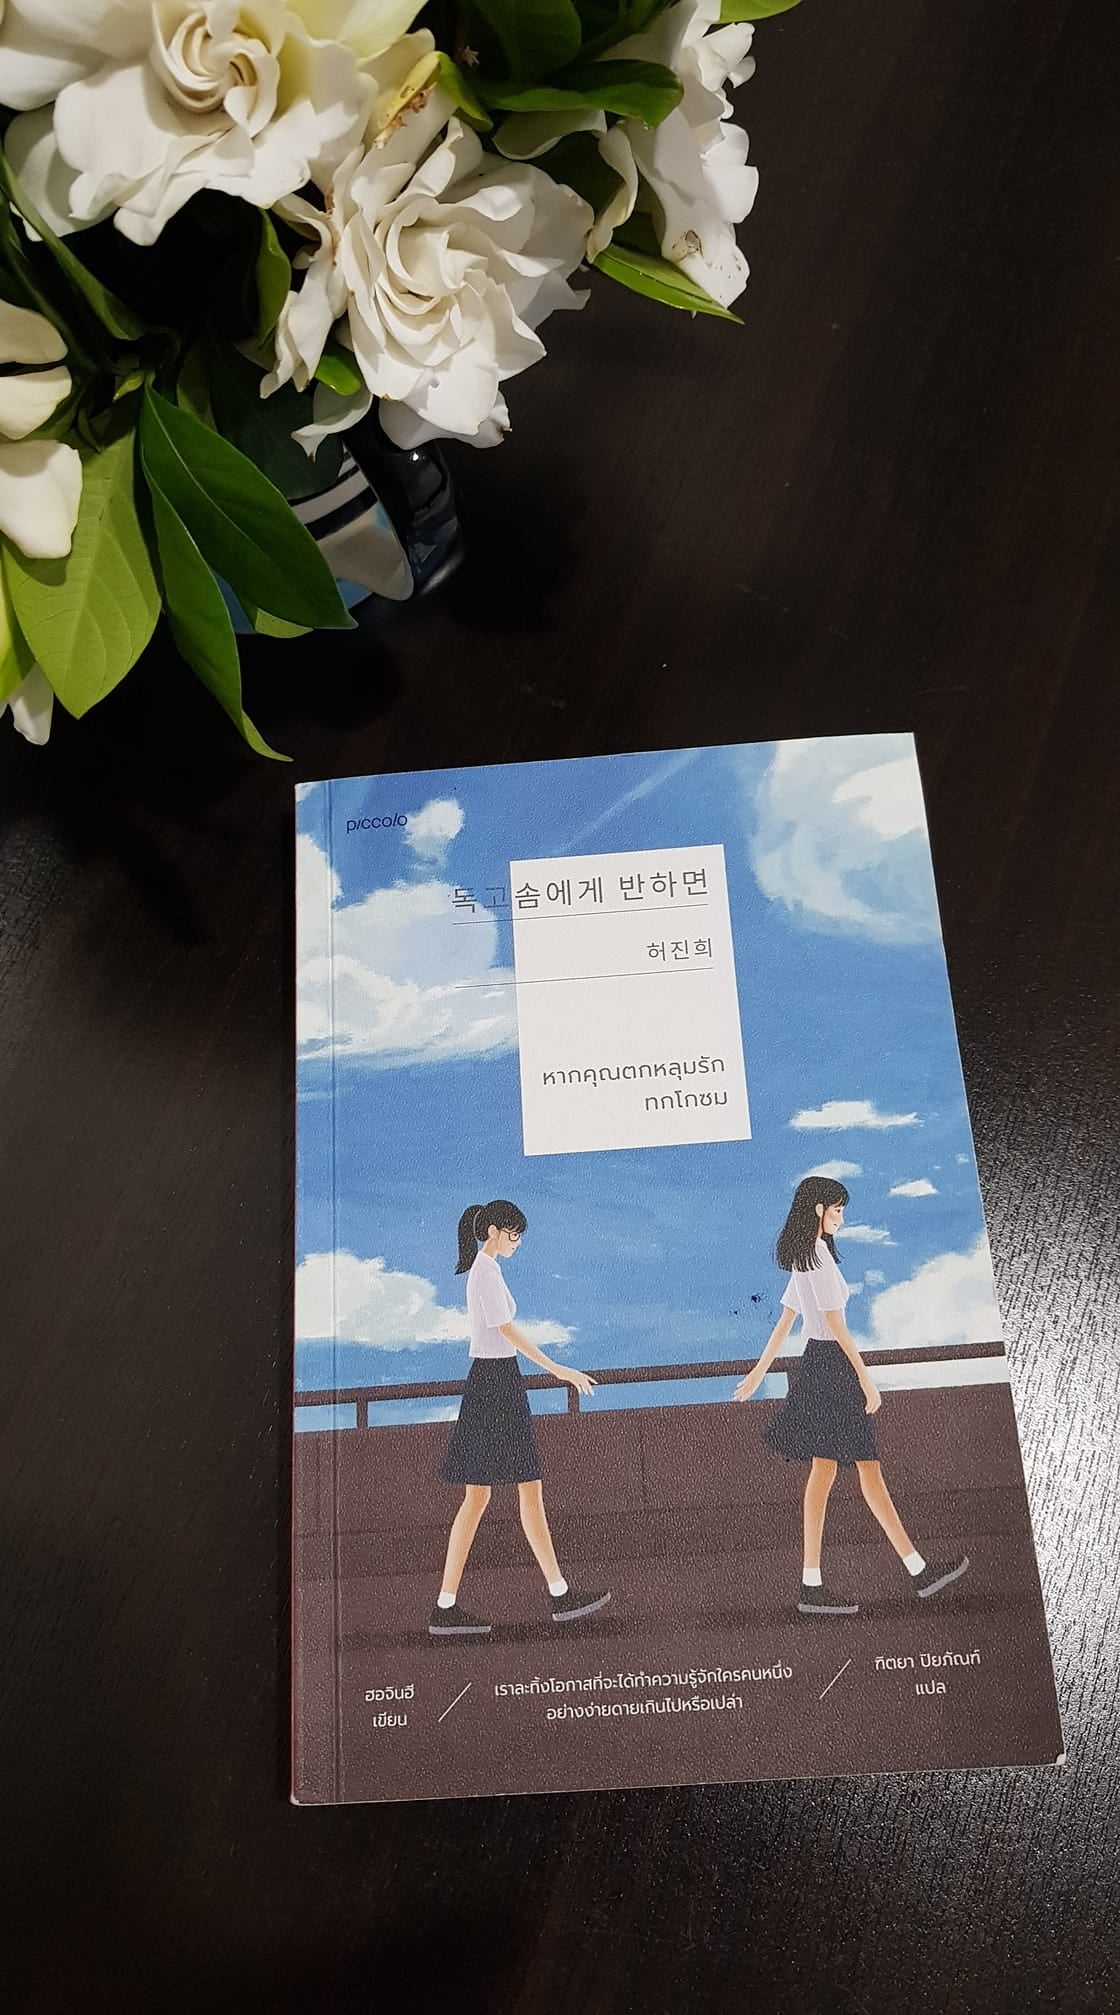 piccolo
독고솜에게 반하면
허진희
หากคุณตกหลุมรัก
ทกโกซม
ฮอจินฮี
เขียน
เราละทิ้งโอกาสที่จะได้ทำความรู้จักใครคนหนึ่ง
อย่างง่ายดายเกินไปหรือเปล่า
ฑิตยา ปิยภัณฑ์
แปล